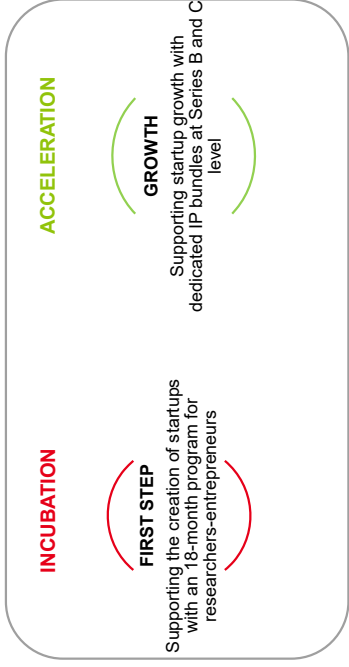 INCUBATION
FIRST STEP
Supporting the creation of startups
with an 18-month program for
researchers-entrepreneurs
ACCELERATION
GROWTH
Supporting startup growth with
dedicated IP bundles at Series B and C
level